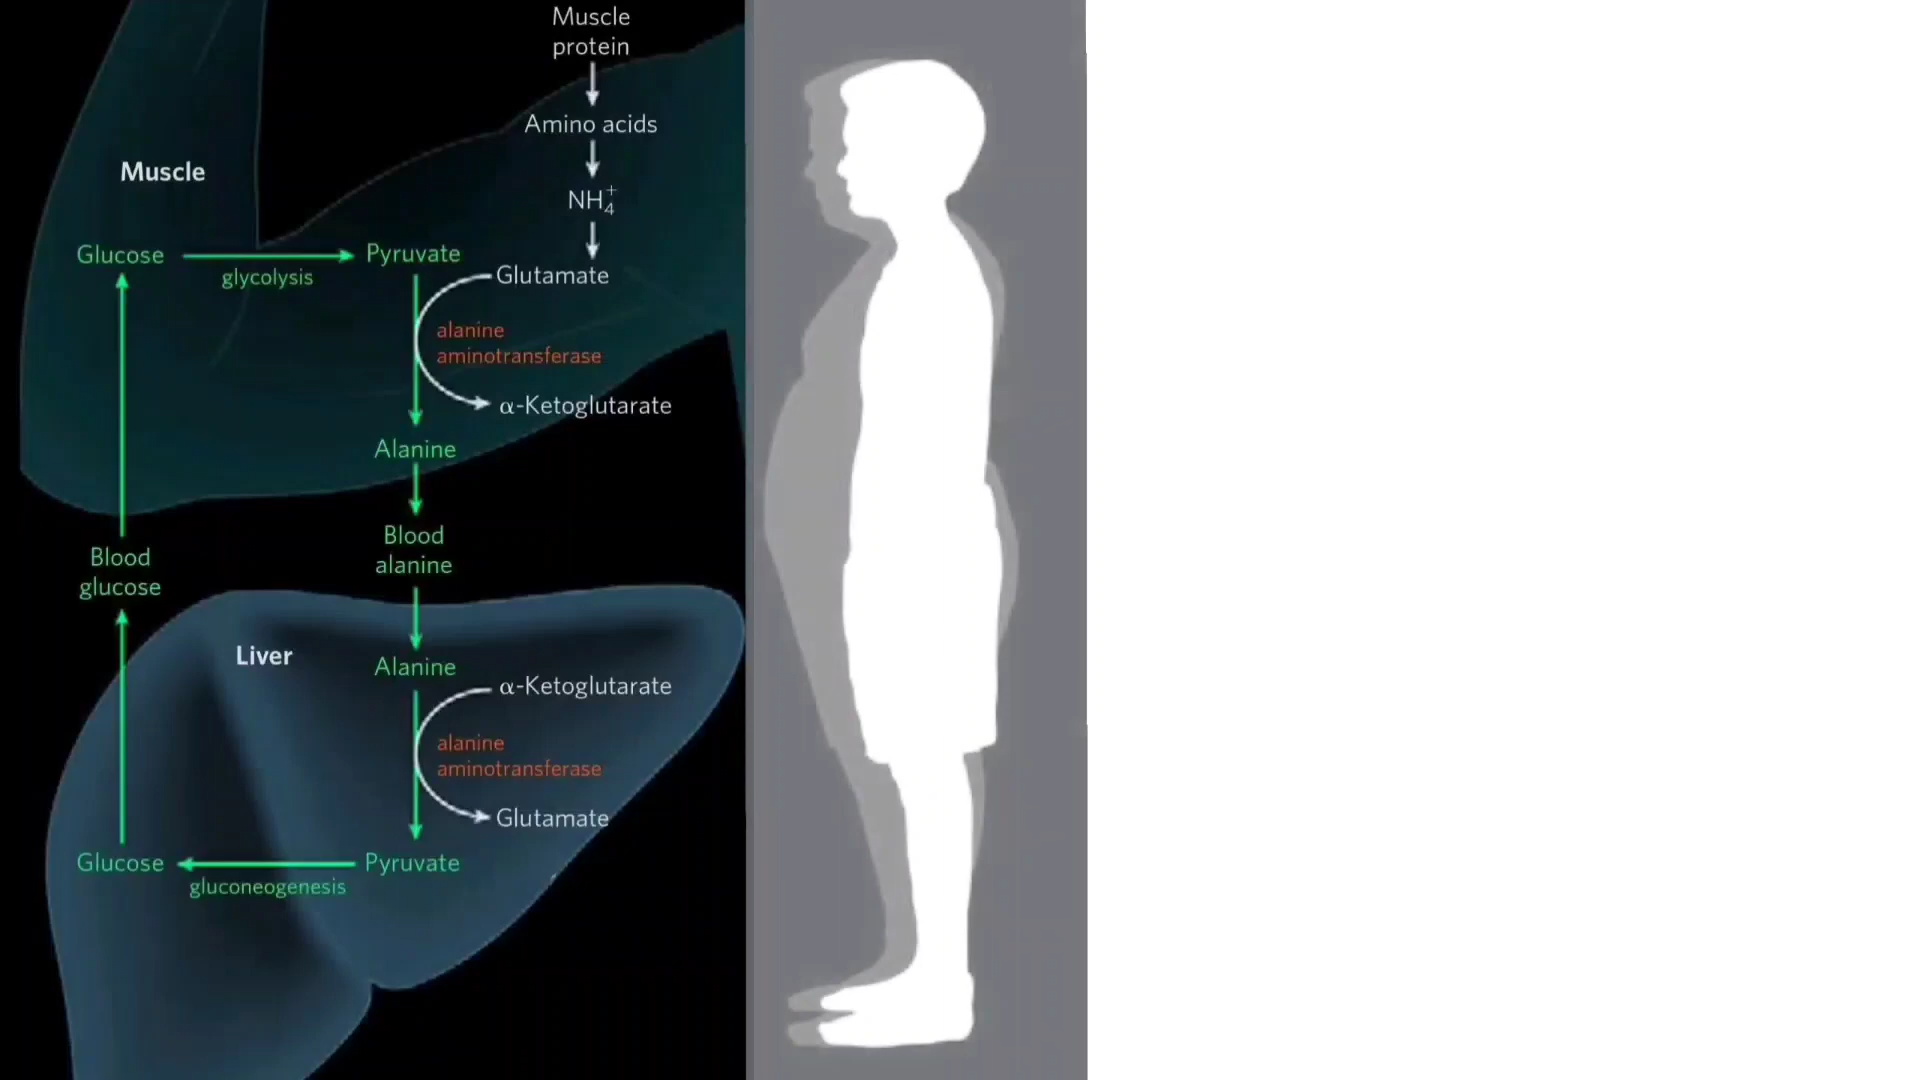 Muscle
protein
Amino acids
Muscle
NH₄⁺
Glucose
Pyruvate
glycolysis
Glutamate
alanine
aminotransferase
α-Ketoglutarate
Alanine
Blood
alanine
Blood
glucose
Liver
Alanine
α-Ketoglutarate
alanine
aminotransferase
Glutamate
Glucose
Pyruvate
gluconeogenesis